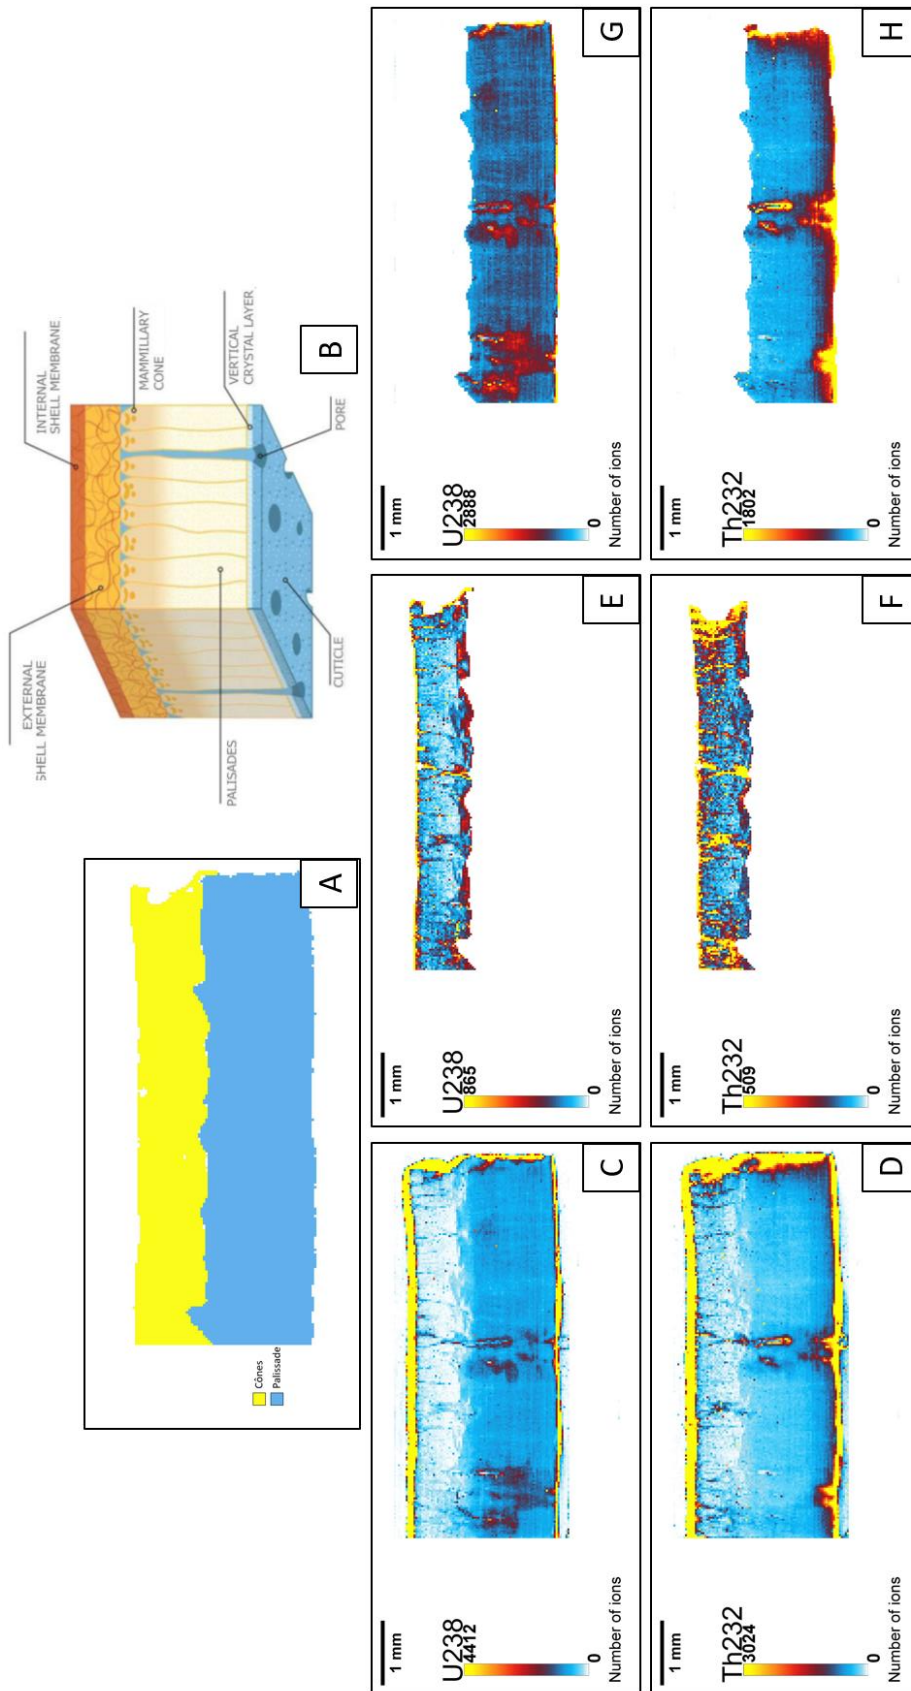 Cônes
Palissade
A
INTERNAL
SHELL MEMBRANE
EXTERNAL
SHELL MEMBRANE
MAMMILLARY
CONE
PALISADES
VERTICAL
CRYSTAL LAYER
PORE
CUTICLE
B
1 mm
U238
4412
0
Number of ions
C
1 mm
U238
865
0
Number of ions
E
1 mm
U238
2888
0
Number of ions
G
1 mm
Th232
3024
0
Number of ions
D
1 mm
Th232
509
0
Number of ions
F
1 mm
Th232
1802
0
Number of ions
H